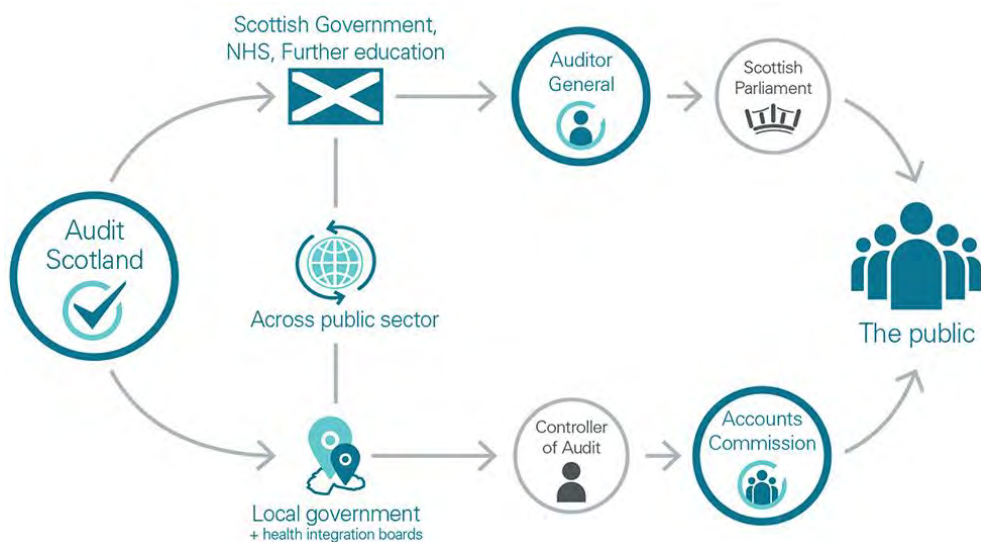 Scottish Government,
NHS, Further education
Auditor
General
Scottish
Parliament
Audit
Scotland
Across public sector
The public
Local government
+ health integration boards
Controller
of Audit
Accounts
Commission